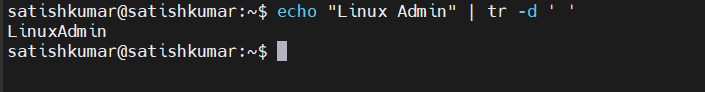 satishkumar@satishkumar:~$ echo "Linux Admin" | tr -d ' '
LinuxAdmin
satishkumar@satishkumar:~$